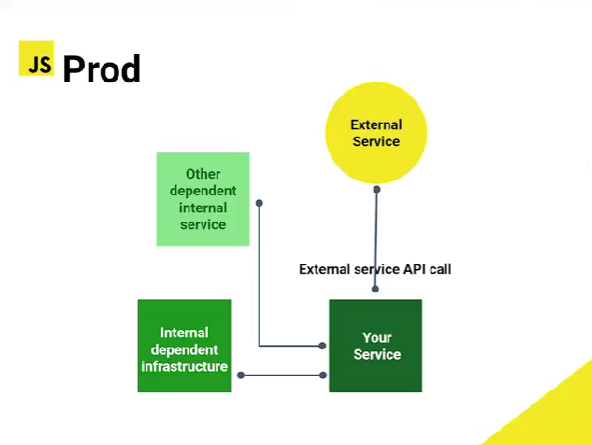 JS Prod
External
Service
Other
dependent
internal
service
External service API call
Internal
dependent
infrastructure
Your
Service